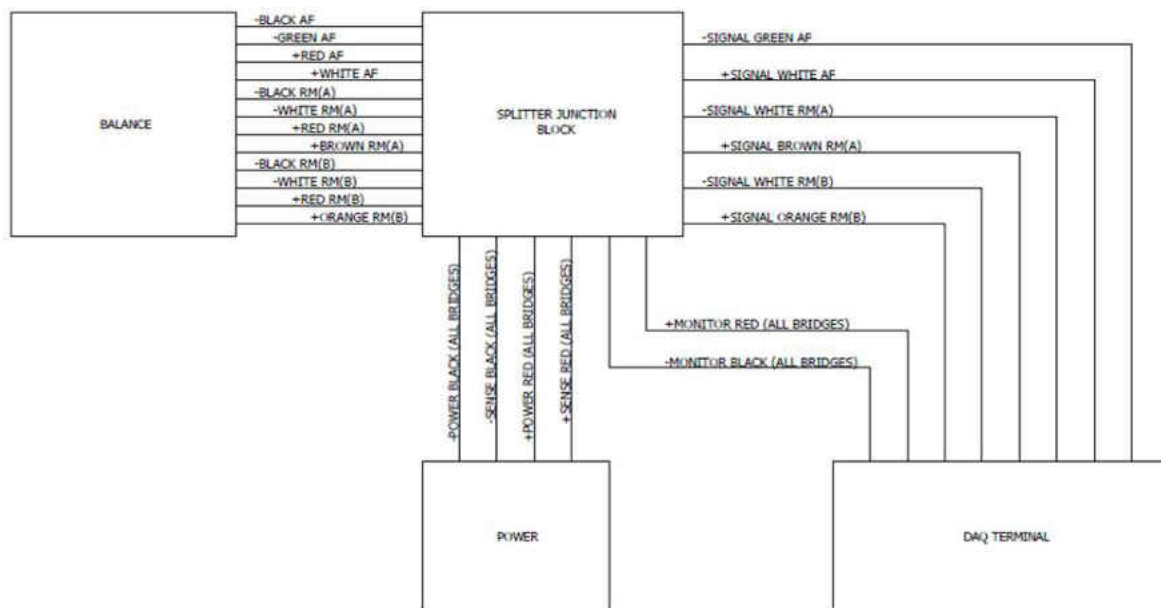 -BLACK AF
-GREEN AF
+RED AF
+WHITE AF
-BLACK RM(A)
-WHITE RM(A)
+RED RM(A)
+BROWN RM(A)
-BLACK RM(B)
-WHITE RM(B)
+RED RM(B)
+ORANGE RM(B)
BALANCE
SPLITTER JUNCTION
BLOCK
-SIGNAL GREEN AF
+SIGNAL WHITE AF
-SIGNAL WHITE RM(A)
+SIGNAL BROWN RM(A)
-SIGNAL WHITE RM(B)
+SIGNAL ORANGE RM(B)
-POWER BLACK (ALL BRIDGES)
-SENSE BLACK (ALL BRIDGES)
+POWER RED (ALL BRIDGES)
+SENSE RED (ALL BRIDGES)
+MONITOR RED (ALL BRIDGES)
-MONITOR BLACK (ALL BRIDGES)
POWER
DAQ TERMINAL